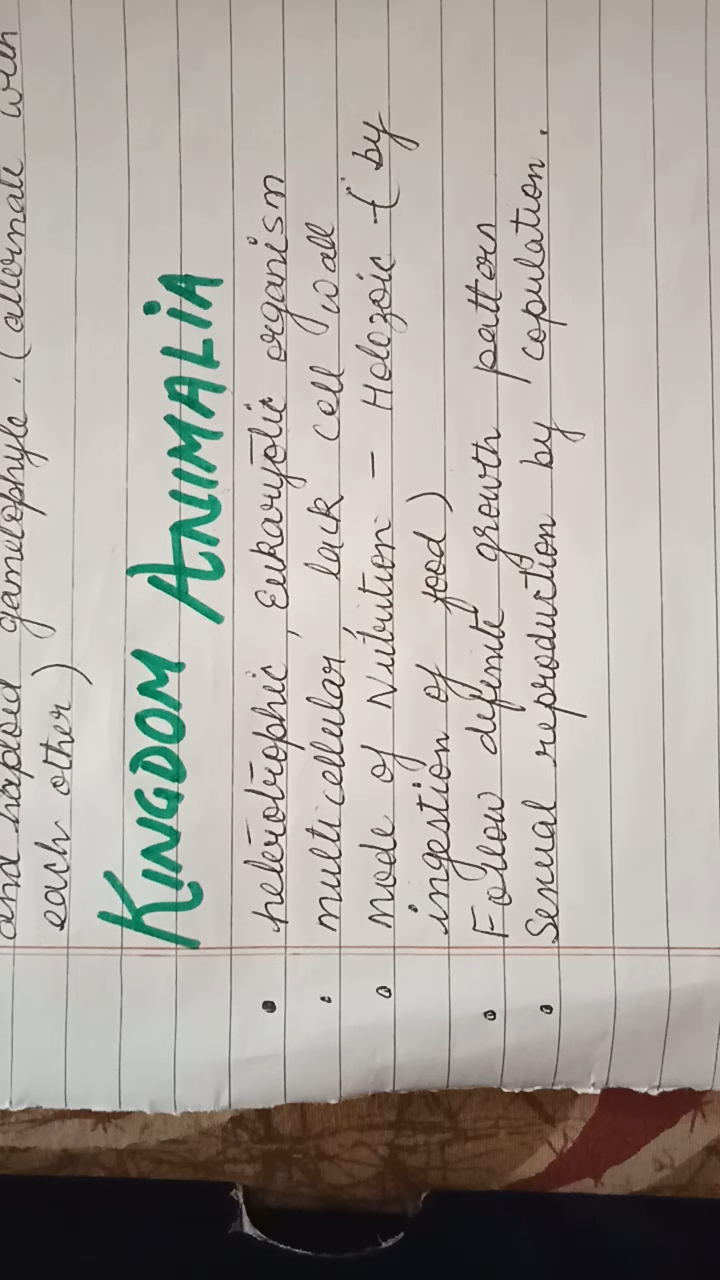 and haploid gametophyte. (alternate with
each other)
KINGDOM ANIMALIA
• heterotrophic, Eukaryotic organism
• multicellular, lack cell wall
• Mode of Nutrition - Holozoic - (by
ingestion of food)
• Follow definite growth pattern
• Sexual reproduction by copulation.